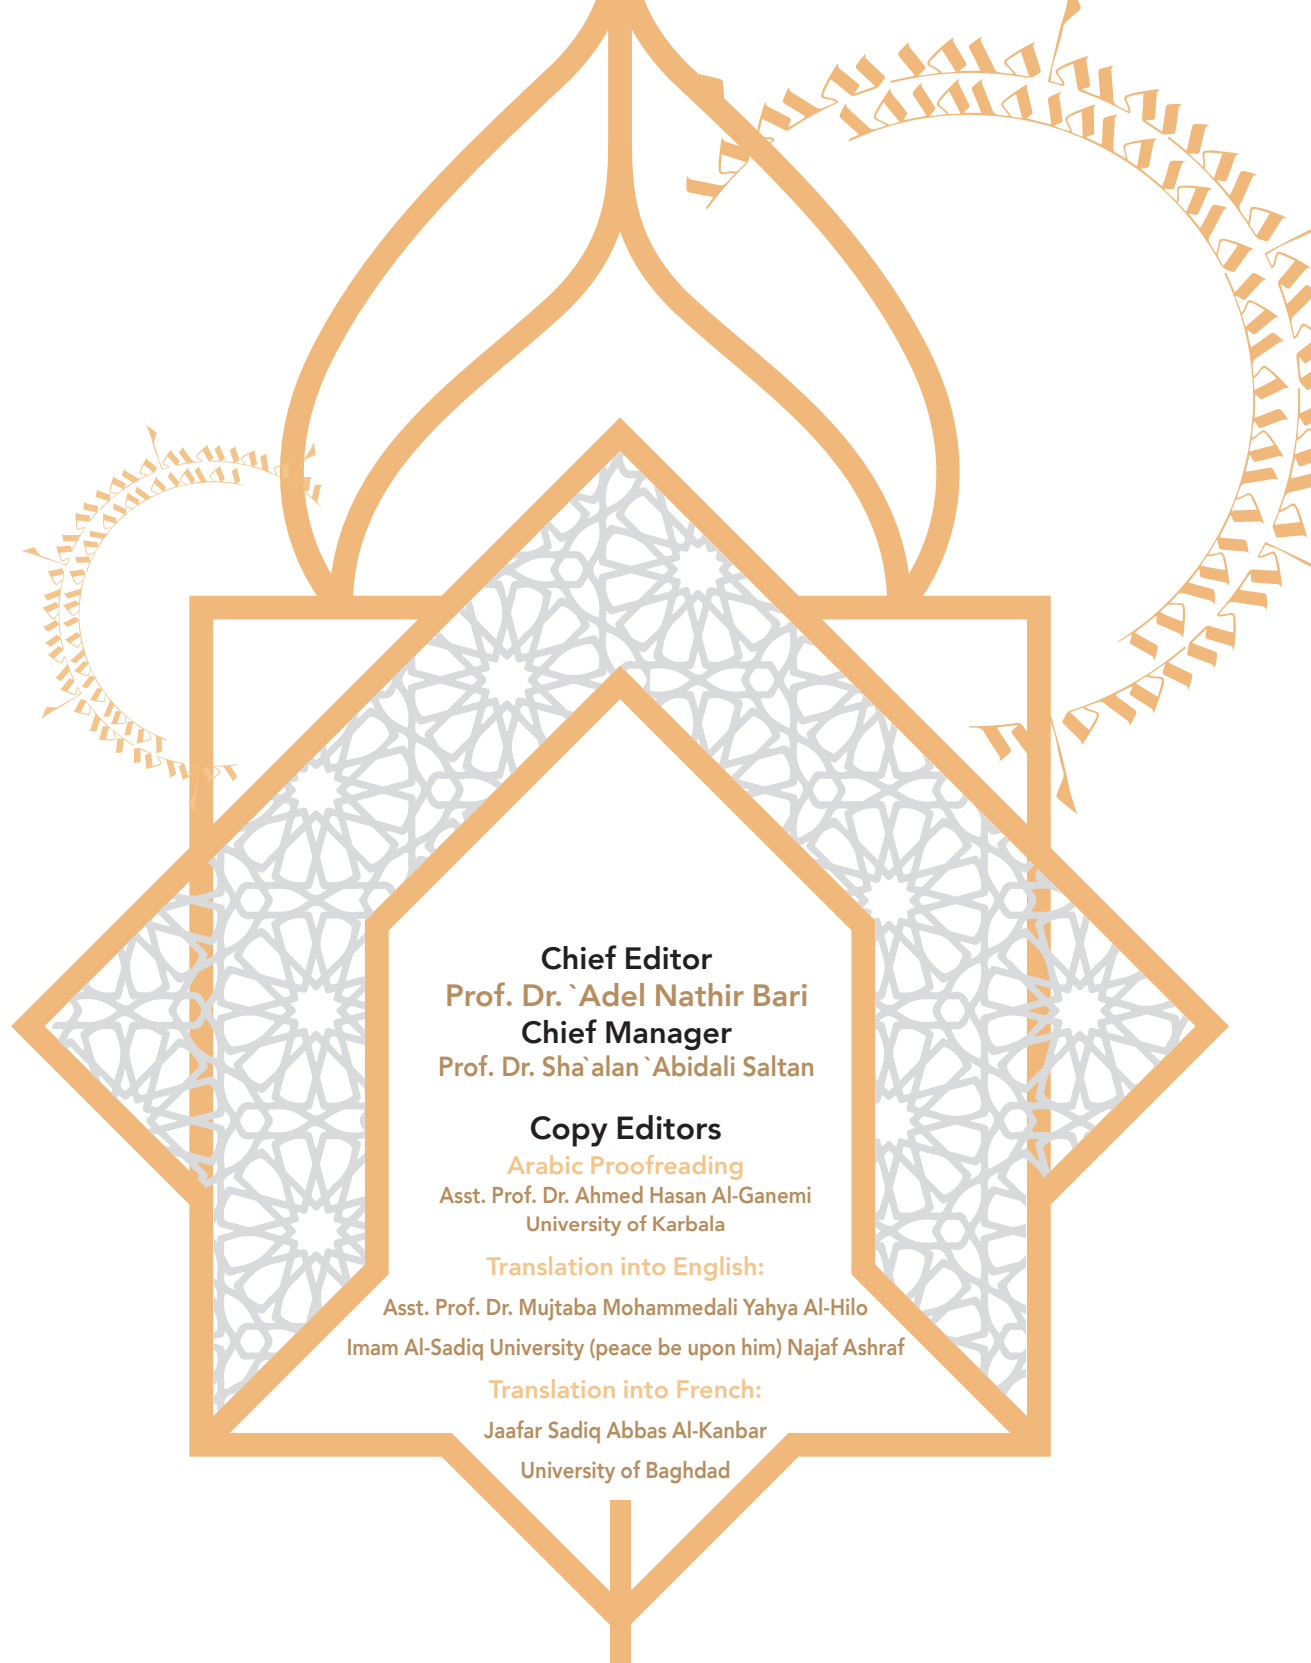 Chief Editor
Prof. Dr. `Adel Nathir Bari
Chief Manager
Prof. Dr. Sha`alan `Abidali Saltan
Copy Editors
Arabic Proofreading
Asst. Prof. Dr. Ahmed Hasan Al-Ganemi
University of Karbala
Translation into English:
Asst. Prof. Dr. Mujtaba Mohammedali Yahya Al-Hilo
Imam Al-Sadiq University (peace be upon him) Najaf Ashraf
Translation into French:
Jaafar Sadiq Abbas Al-Kanbar
University of Baghdad